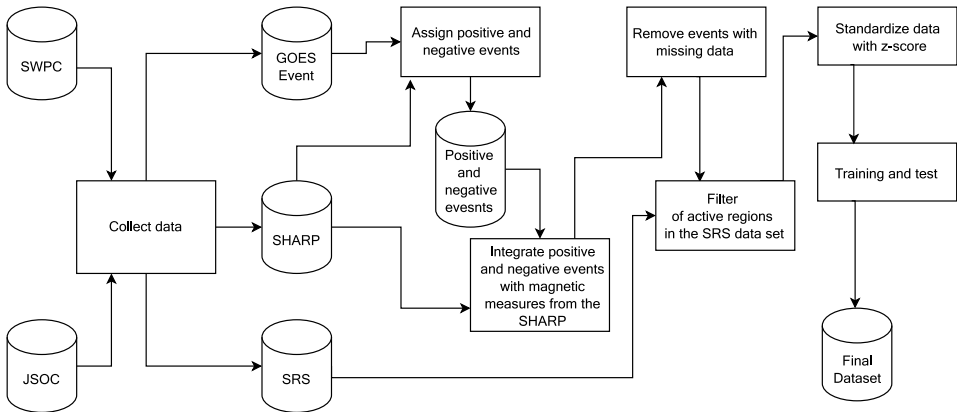 SWPC
GOES
Event
Assign positive and
negative events
Remove events with
missing data
Standardize data
with z-score
Positive
and
negative
evesnts
Training and test
Collect data
SHARP
Filter
of active regions
in the SRS data set
Integrate positive
and negative events
with magnetic
measures from the
SHARP
JSOC
SRS
Final
Dataset